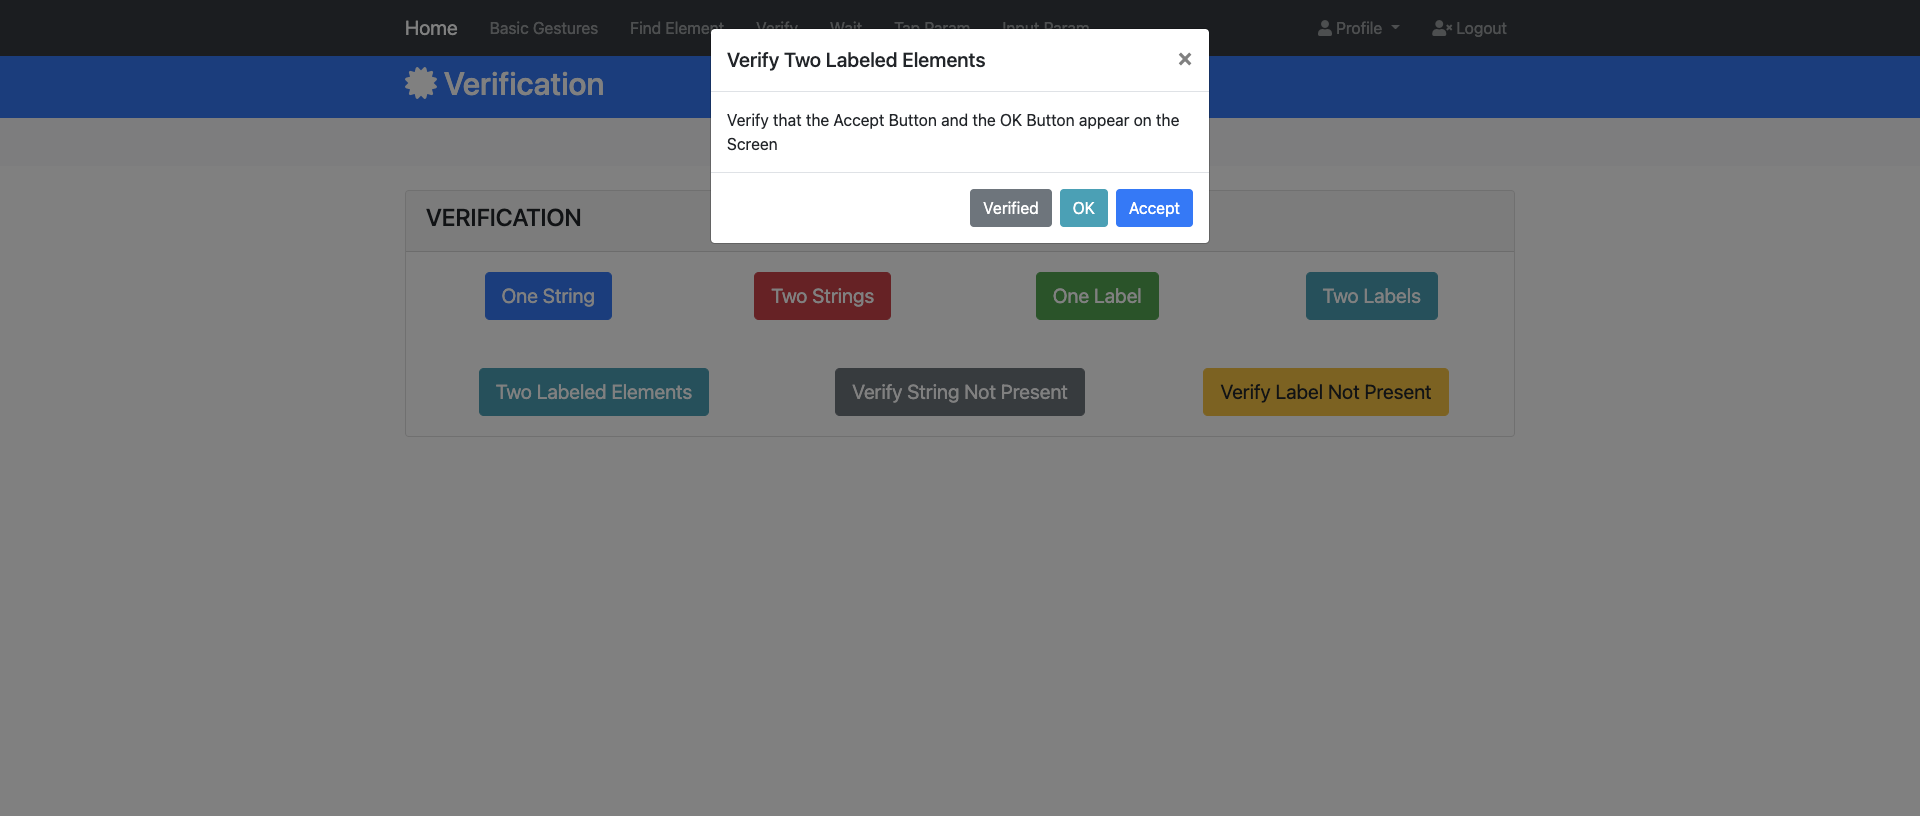 Home Basic Gestures Find Element Verify Wait Tap Param Input Param Profile Logout
Verification
Verify Two Labeled Elements ×
Verify that the Accept Button and the OK Button appear on the
Screen
Verified OK Accept
VERIFICATION
One String Two Strings One Label Two Labels
Two Labeled Elements Verify String Not Present Verify Label Not Present